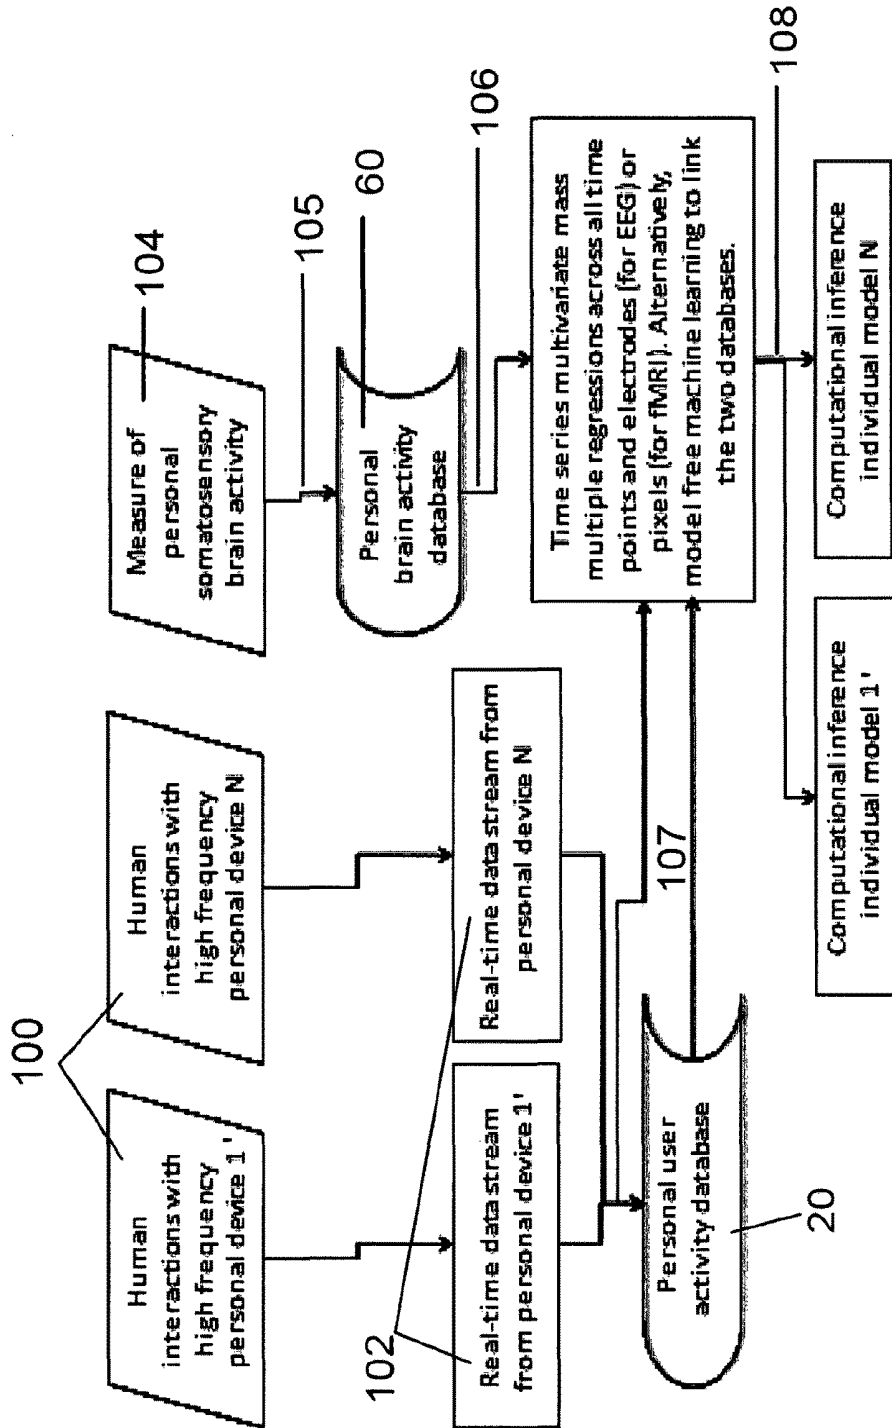 100
Human
interactions with
high frequency
personal device 1'
Human
interactions with
high frequency
personal device N
Measure of
personal
somatosensory
brain activity
104
105
102
Real-time data stream
from personal device 1'
Real-time data stream from
personal device N
Personal
brain activity
database
60
106
Personal user
activity database
20
107
Time series multivariate mass
multiple regressions across all time
points and electrodes (for EEG) or
pixels (for fMRI). Alternatively,
model free machine learning to link
the two databases.
108
Computational inference
individual model 1'
Computational inference
individual model N